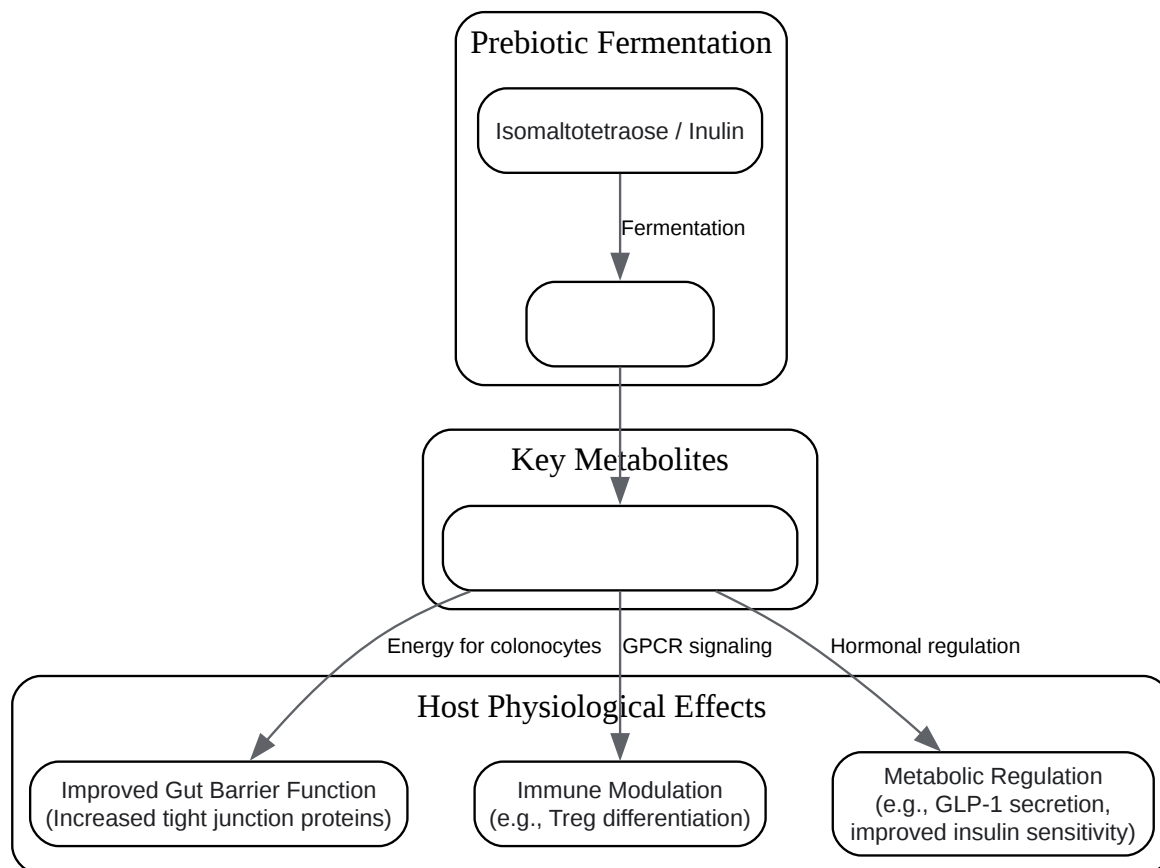 Prebiotic Fermentation
Isomaltotetraose / Inulin
Fermentation
Key Metabolites
Energy for colonocytes
GPCR signaling
Hormonal regulation
Host Physiological Effects
Improved Gut Barrier Function
(Increased tight junction proteins)
Immune Modulation
(e.g., Treg differentiation)
Metabolic Regulation
(e.g., GLP-1 secretion,
improved insulin sensitivity)